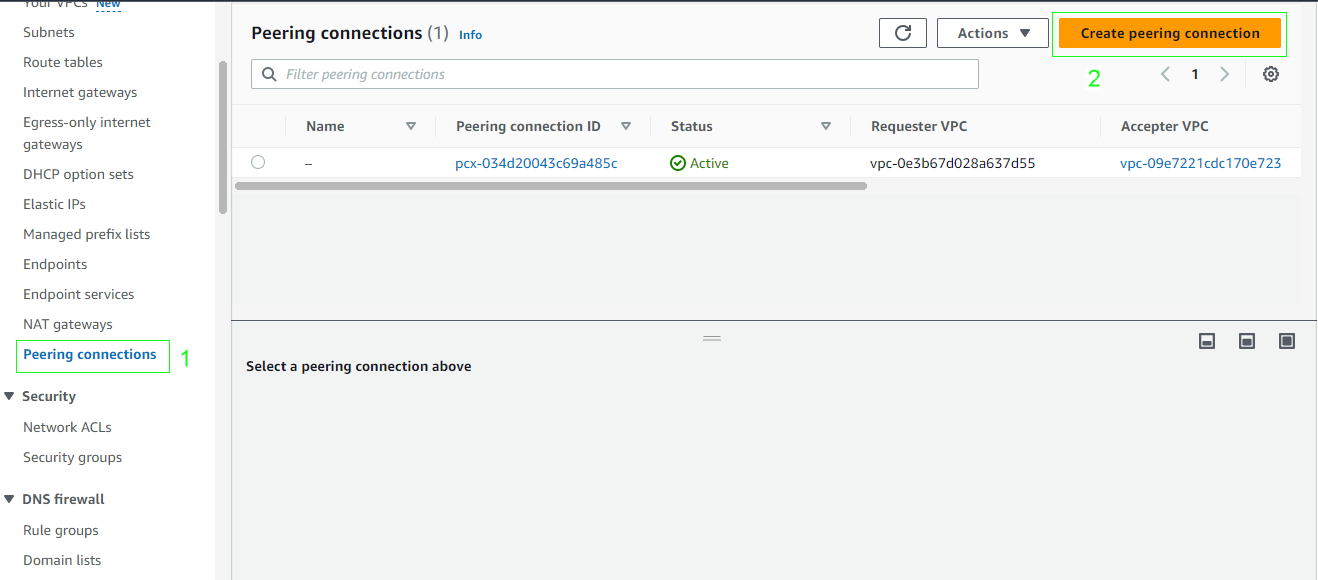 Your VPCs New
Subnets
Route tables
Internet gateways
Egress-only internet
gateways
DHCP option sets
Elastic IPs
Managed prefix lists
Endpoints
Endpoint services
NAT gateways
Peering connections 1
Security
Network ACLs
Security groups
DNS firewall
Rule groups
Domain lists
Peering connections (1) Info
Actions
Create peering connection
Filter peering connections
2
1
Name Peering connection ID Status Requester VPC Accepter VPC
– pcx-034d20043c69a485c Active vpc-0e3b67d028a637d55 vpc-09e7221cdc170e723
Select a peering connection above